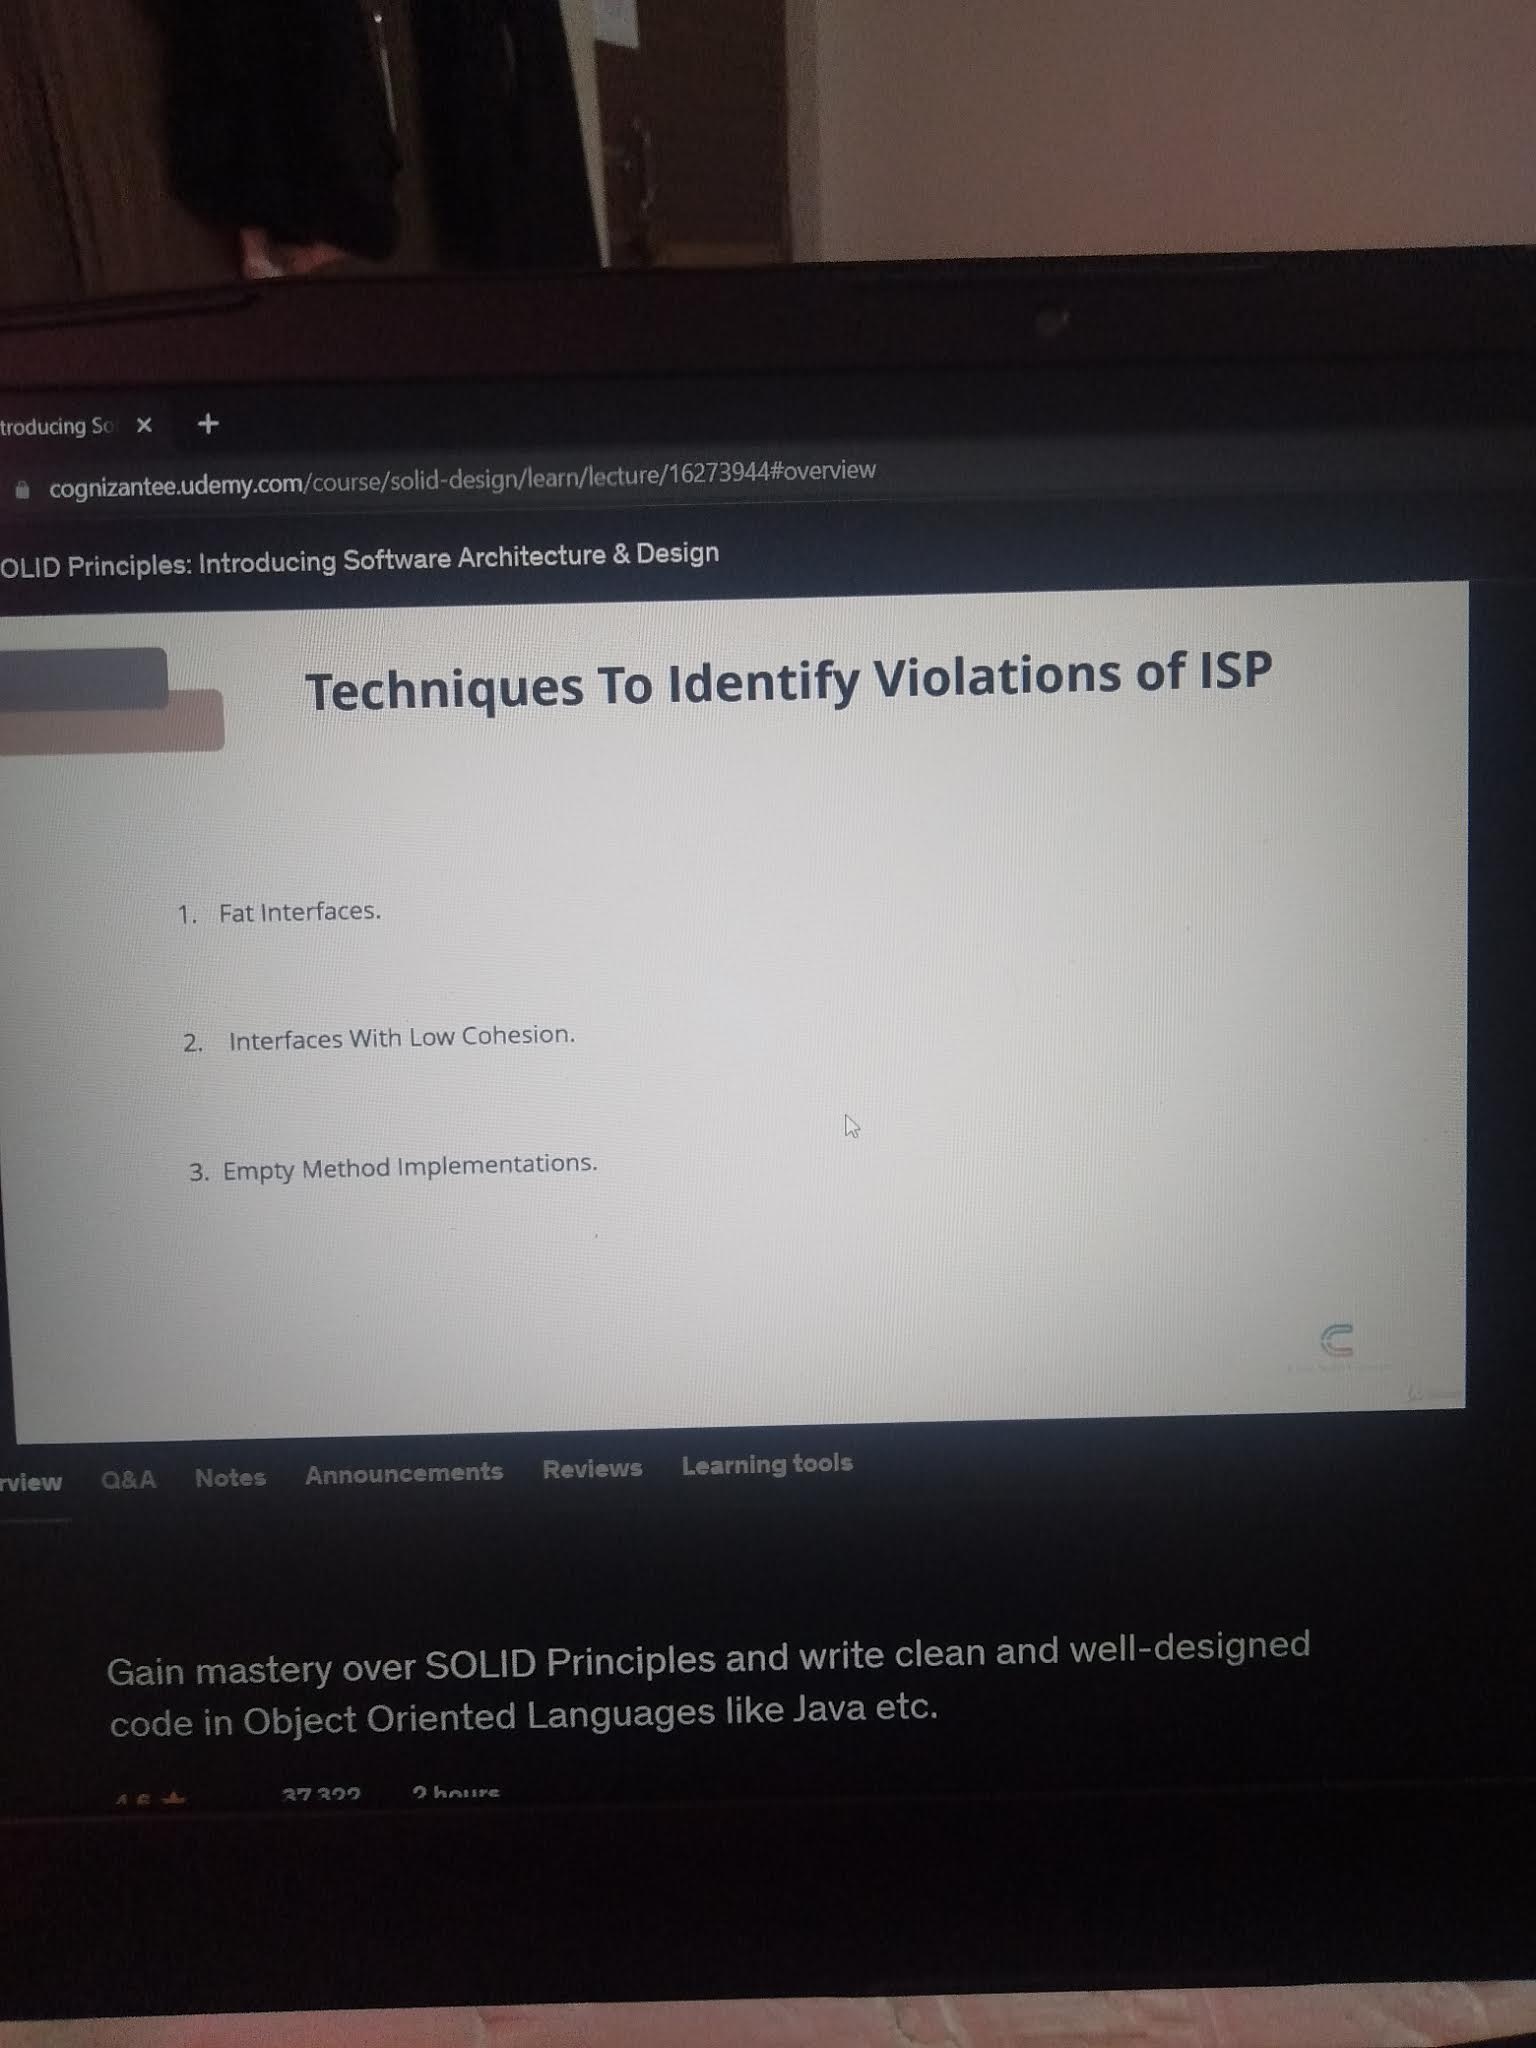 troducing So
cognizantee.udemy.com/course/solid-design/learn/lecture/16273944#overview
OLID Principles: Introducing Software Architecture & Design
Techniques To Identify Violations of ISP
1. Fat Interfaces.
2. Interfaces With Low Cohesion.
3. Empty Method Implementations.
rview Q&A Notes Announcements Reviews Learning tools
Gain mastery over SOLID Principles and write clean and well-designed
code in Object Oriented Languages like Java etc.
2 hours